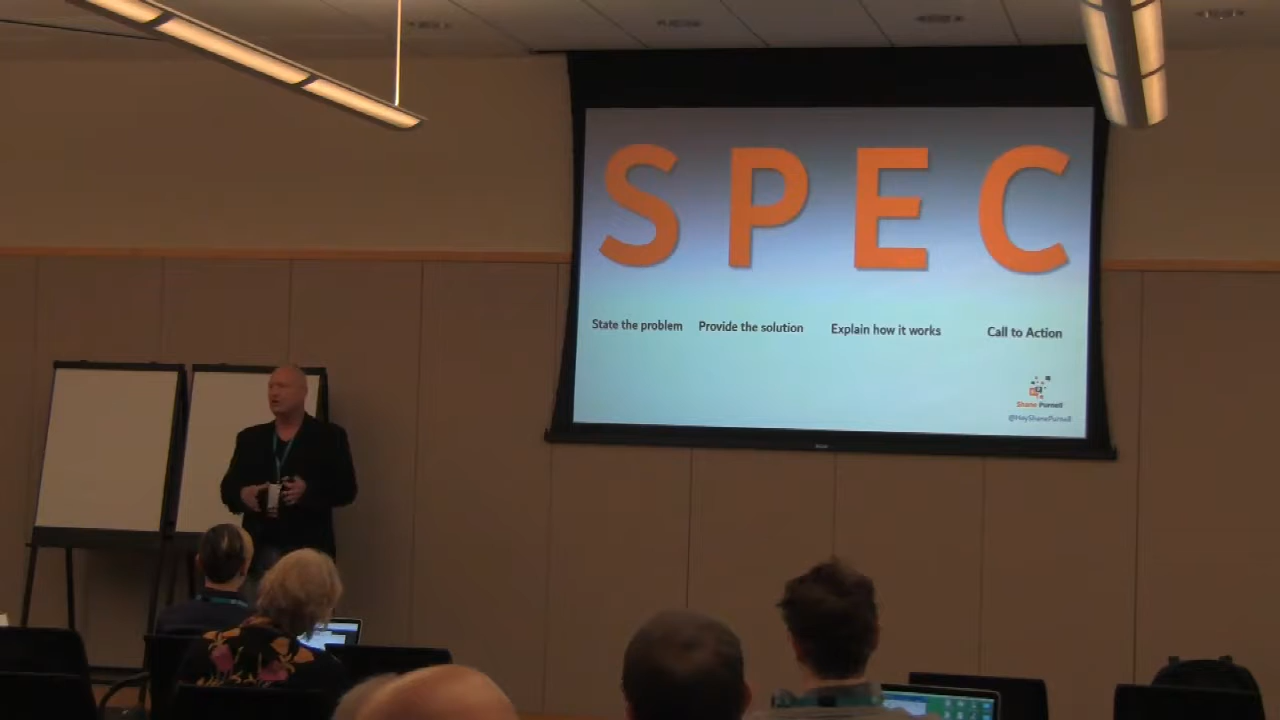 S P E C
State the problem
Provide the solution
Explain how it works
Call to Action
Shane Purnell
@HeyShanePurnell